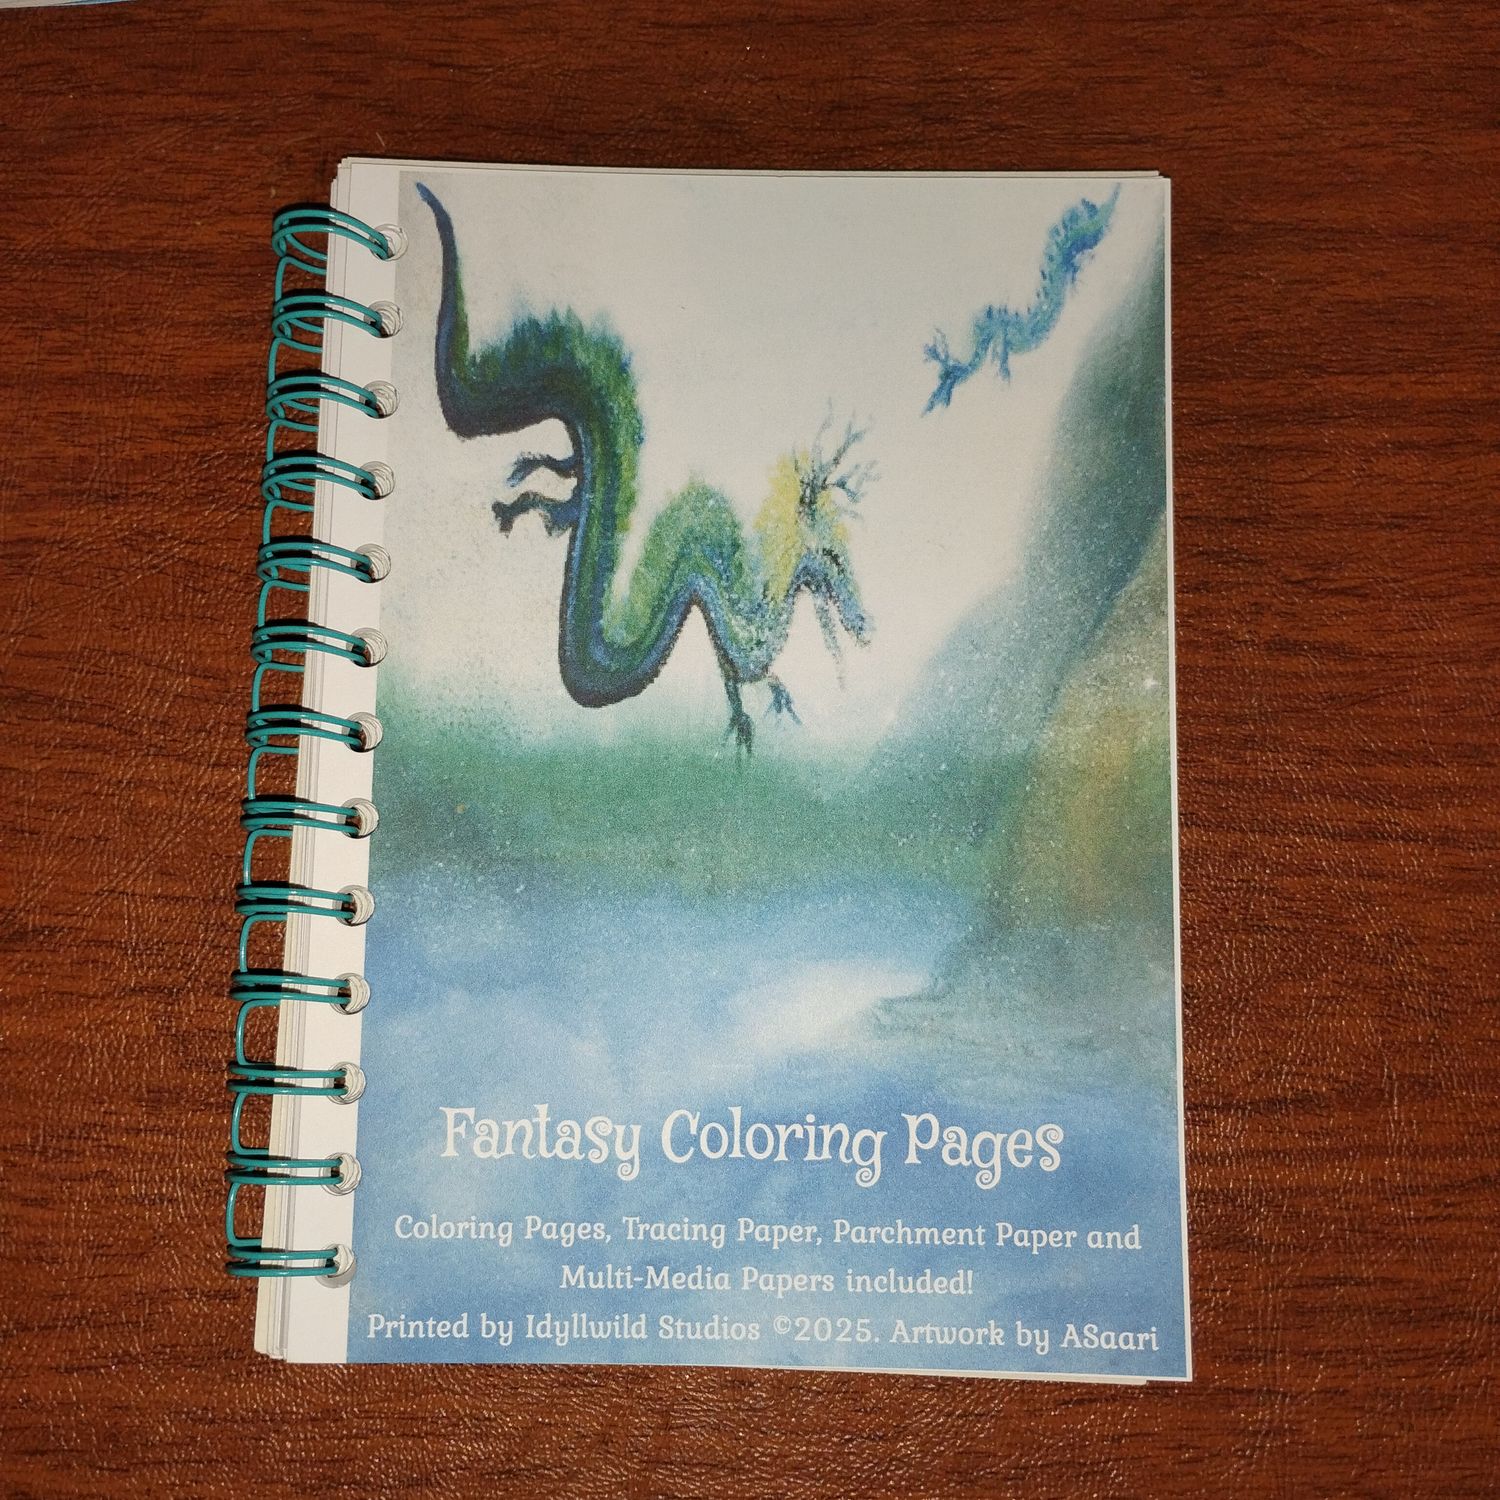 Fantasy Coloring Pages
Coloring Pages, Tracing Paper, Parchment Paper and
Multi-Media Papers included!
Printed by Idyllwild Studios ©2025. Artwork by ASaari